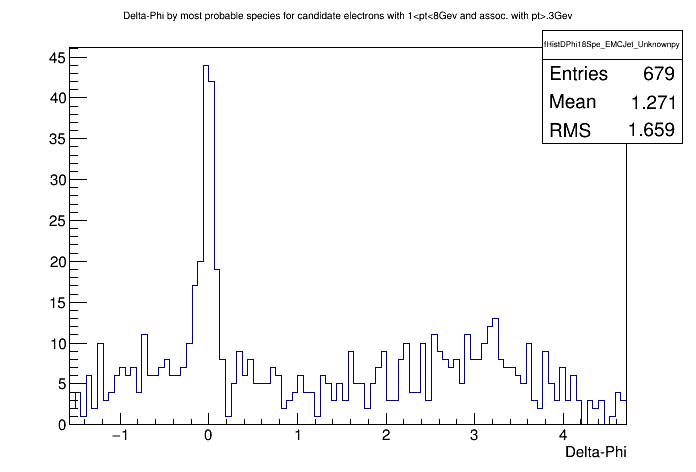 Delta-Phi by most probable species for candidate electrons with 1<pt<8Gev and assoc. with pt>.3Gev
fHistDPhi18Spe_EMCJet_Unknownpy
Entries 679
Mean 1.271
RMS 1.659
45
40
35
30
25
20
15
10
5
0
−1 0 1 2 3 4
Delta-Phi